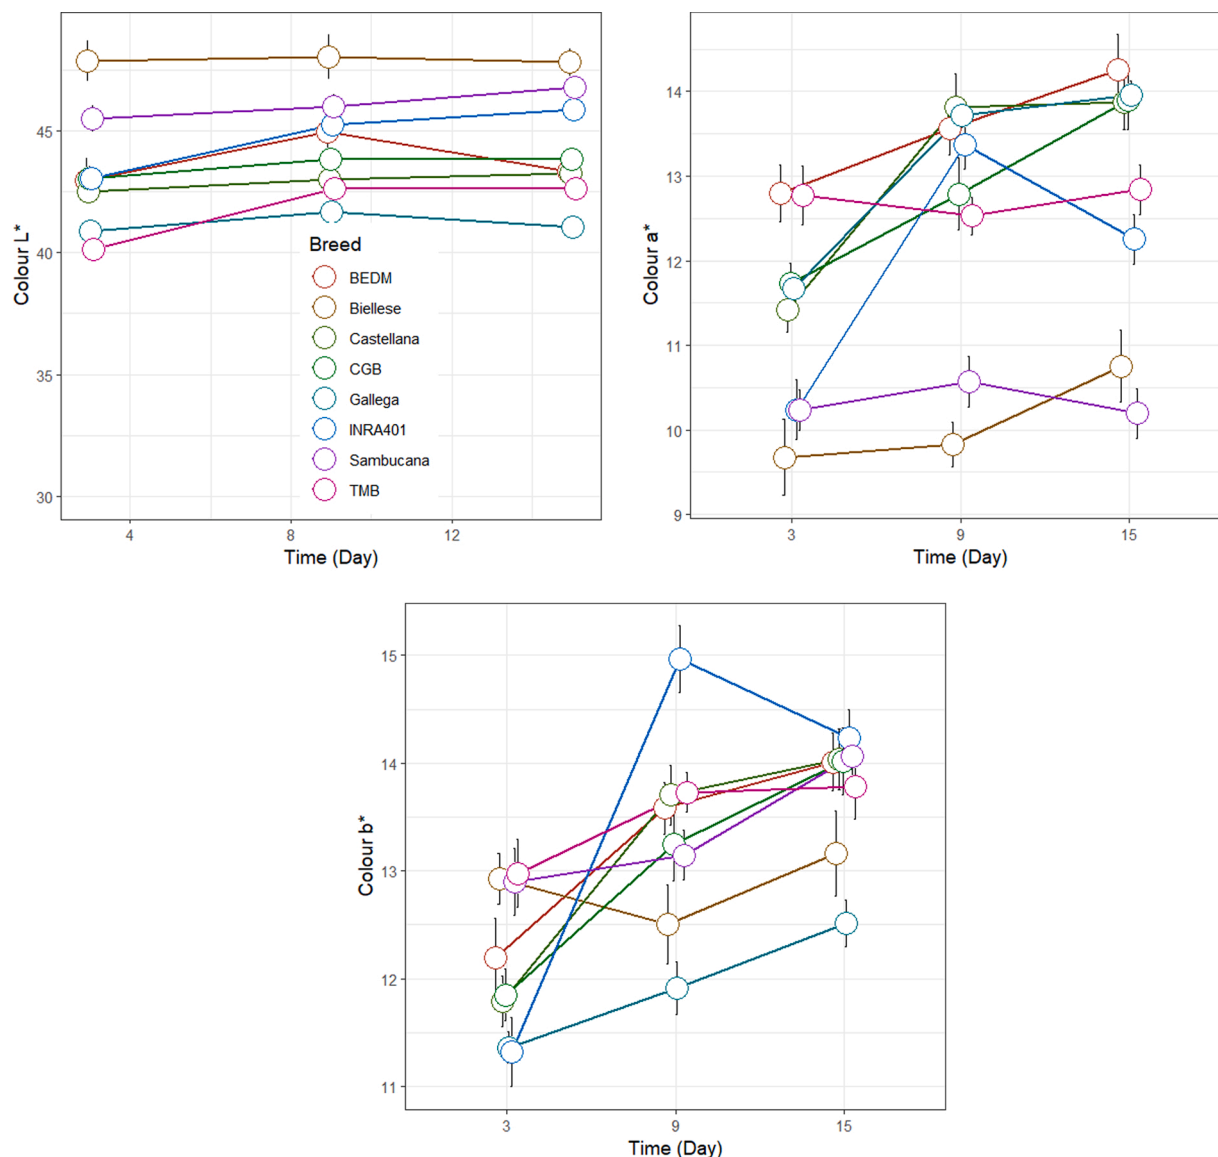 Colour L*
45
40
35
30
4
8
12
Time (Day)
Breed
BEDM
Biellese
Castellana
CGB
Gallega
INRA401
Sambucana
TMB
Colour a*
14
13
12
11
10
9
3
9
15
Time (Day)
Colour b*
15
14
13
12
11
3
9
15
Time (Day)